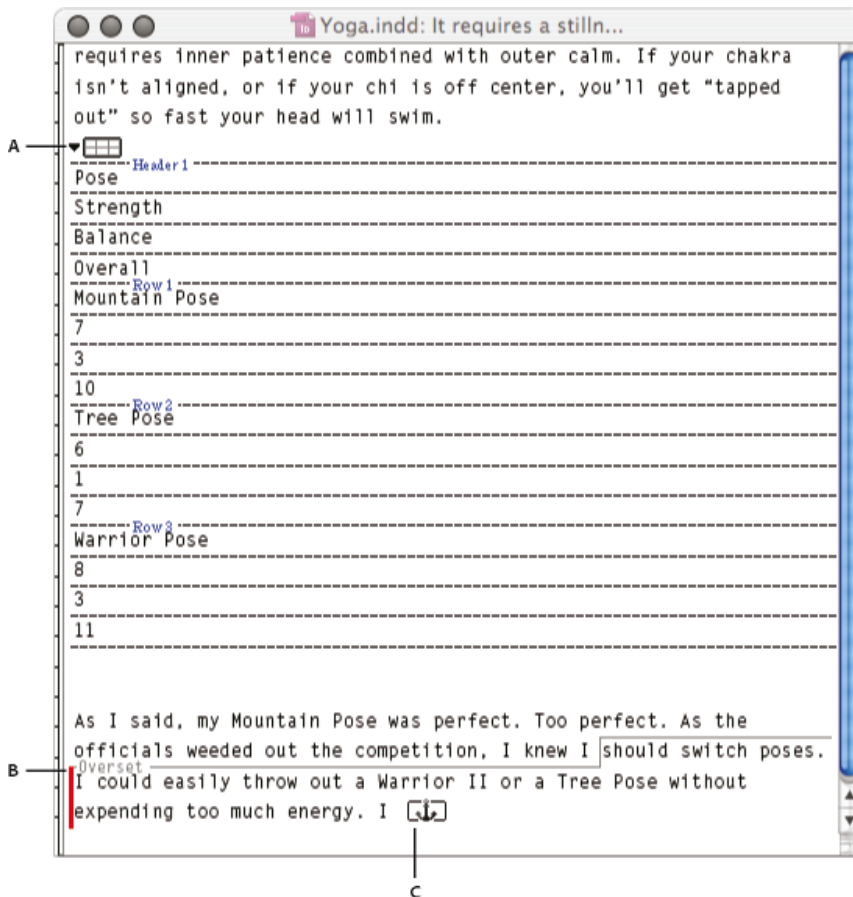 Yoga.indd: It requires a stilln...
requires inner patience combined with outer calm. If your chakra
isn't aligned, or if your chi is off center, you'll get “tapped
out” so fast your head will swim.
A
Header 1
Pose
Strength
Balance
Overall
Row 1
Mountain Pose
7
3
10
Row 2
Tree Pose
6
1
7
Row 3
Warrior Pose
8
3
11
As I said, my Mountain Pose was perfect. Too perfect. As the
officials weeded out the competition, I knew I should switch poses.
B
Overset
I could easily throw out a Warrior II or a Tree Pose without
expending too much energy. I
C